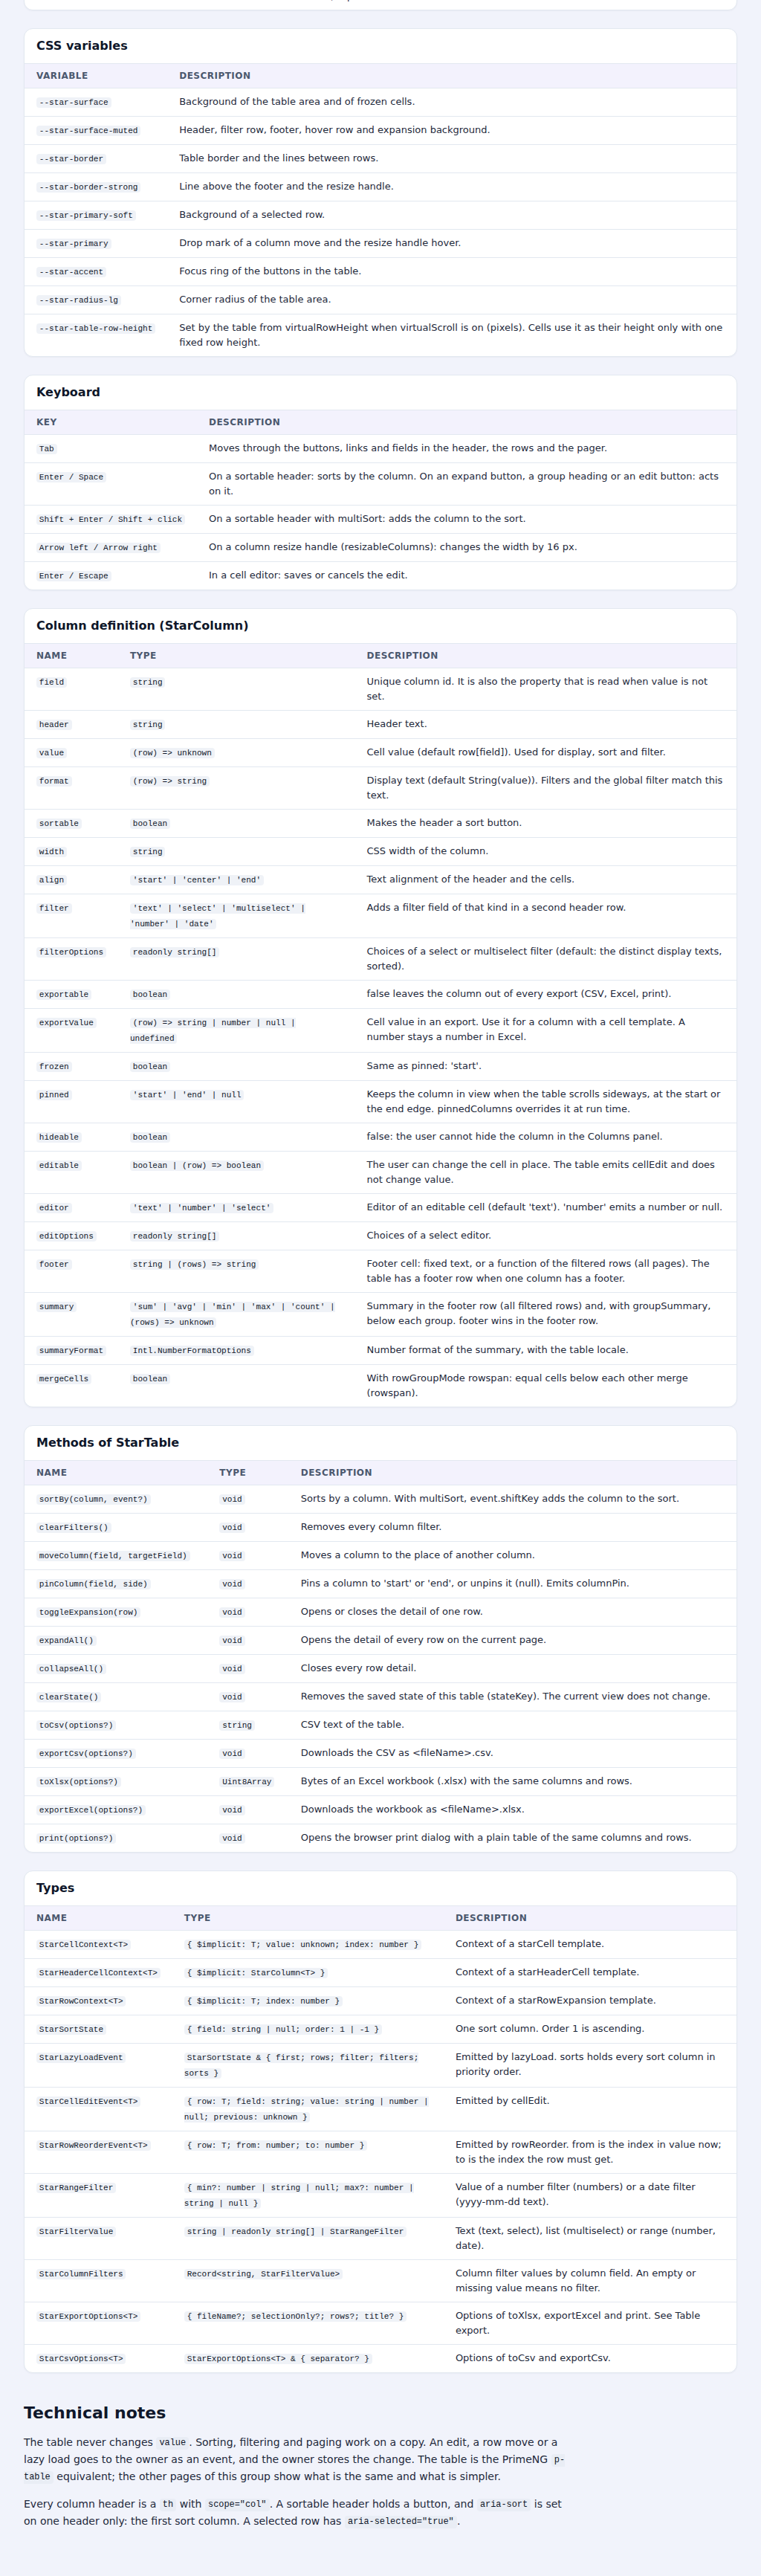 CSS variables
VARIABLE DESCRIPTION
--star-surface Background of the table area and of frozen cells.
--star-surface-muted Header, filter row, footer, hover row and expansion background.
--star-border Table border and the lines between rows.
--star-border-strong Line above the footer and the resize handle.
--star-primary-soft Background of a selected row.
--star-primary Drop mark of a column move and the resize handle hover.
--star-accent Focus ring of the buttons in the table.
--star-radius-lg Corner radius of the table area.
--star-table-row-height Set by the table from virtualRowHeight when virtualScroll is on (pixels). Cells use it as their height only with one
fixed row height.
Keyboard
KEY DESCRIPTION
Tab Moves through the buttons, links and fields in the header, the rows and the pager.
Enter / Space On a sortable header: sorts by the column. On an expand button, a group heading or an edit button: acts
on it.
Shift + Enter / Shift + click On a sortable header with multiSort: adds the column to the sort.
Arrow left / Arrow right On a column resize handle (resizableColumns): changes the width by 16 px.
Enter / Escape In a cell editor: saves or cancels the edit.
Column definition (StarColumn)
NAME TYPE DESCRIPTION
field string Unique column id. It is also the property that is read when value is not
set.
header string Header text.
value (row) => unknown Cell value (default row[field]). Used for display, sort and filter.
format (row) => string Display text (default String(value)). Filters and the global filter match this
text.
sortable boolean Makes the header a sort button.
width string CSS width of the column.
align 'start' | 'center' | 'end' Text alignment of the header and the cells.
filter 'text' | 'select' | 'multiselect' | Adds a filter field of that kind in a second header row.
'number' | 'date'
filterOptions readonly string[] Choices of a select or multiselect filter (default: the distinct display texts,
sorted).
exportable boolean false leaves the column out of every export (CSV, Excel, print).
exportValue (row) => string | number | null | Cell value in an export. Use it for a column with a cell template. A
undefined number stays a number in Excel.
frozen boolean Same as pinned: 'start'.
pinned 'start' | 'end' | null Keeps the column in view when the table scrolls sideways, at the start or
the end edge. pinnedColumns overrides it at run time.
hideable boolean false: the user cannot hide the column in the Columns panel.
editable boolean | (row) => boolean The user can change the cell in place. The table emits cellEdit and does
not change value.
editor 'text' | 'number' | 'select' Editor of an editable cell (default 'text'). 'number' emits a number or null.
editOptions readonly string[] Choices of a select editor.
footer string | (rows) => string Footer cell: fixed text, or a function of the filtered rows (all pages). The
table has a footer row when one column has a footer.
summary 'sum' | 'avg' | 'min' | 'max' | 'count' | Summary in the footer row (all filtered rows) and, with groupSummary,
(rows) => unknown below each group. footer wins in the footer row.
summaryFormat Intl.NumberFormatOptions Number format of the summary, with the table locale.
mergeCells boolean With rowGroupMode rowspan: equal cells below each other merge
(rowspan).
Methods of StarTable
NAME TYPE DESCRIPTION
sortBy(column, event?) void Sorts by a column. With multiSort, event.shiftKey adds the column to the sort.
clearFilters() void Removes every column filter.
moveColumn(field, targetField) void Moves a column to the place of another column.
pinColumn(field, side) void Pins a column to 'start' or 'end', or unpins it (null). Emits columnPin.
toggleExpansion(row) void Opens or closes the detail of one row.
expandAll() void Opens the detail of every row on the current page.
collapseAll() void Closes every row detail.
clearState() void Removes the saved state of this table (stateKey). The current view does not change.
toCsv(options?) string CSV text of the table.
exportCsv(options?) void Downloads the CSV as <fileName>.csv.
toXlsx(options?) Uint8Array Bytes of an Excel workbook (.xlsx) with the same columns and rows.
exportExcel(options?) void Downloads the workbook as <fileName>.xlsx.
print(options?) void Opens the browser print dialog with a plain table of the same columns and rows.
Types
NAME TYPE DESCRIPTION
StarCellContext<T> { $implicit: T; value: unknown; index: number } Context of a starCell template.
StarHeaderCellContext<T> { $implicit: StarColumn<T> } Context of a starHeaderCell template.
StarRowContext<T> { $implicit: T; index: number } Context of a starRowExpansion template.
StarSortState { field: string | null; order: 1 | -1 } One sort column. Order 1 is ascending.
StarLazyLoadEvent StarSortState & { first; rows; filter; filters; Emitted by lazyLoad. sorts holds every sort column in
sorts } priority order.
StarCellEditEvent<T> { row: T; field: string; value: string | number | Emitted by cellEdit.
null; previous: unknown }
StarRowReorderEvent<T> { row: T; from: number; to: number } Emitted by rowReorder. from is the index in value now;
to is the index the row must get.
StarRangeFilter { min?: number | string | null; max?: number | Value of a number filter (numbers) or a date filter
string | null } (yyyy-mm-dd text).
StarFilterValue string | readonly string[] | StarRangeFilter Text (text, select), list (multiselect) or range (number,
date).
StarColumnFilters Record<string, StarFilterValue> Column filter values by column field. An empty or
missing value means no filter.
StarExportOptions<T> { fileName?; selectionOnly?; rows?; title? } Options of toXlsx, exportExcel and print. See Table
export.
StarCsvOptions<T> StarExportOptions<T> & { separator? } Options of toCsv and exportCsv.
Technical notes
The table never changes value. Sorting, filtering and paging work on a copy. An edit, a row move or a
lazy load goes to the owner as an event, and the owner stores the change. The table is the PrimeNG p-
table equivalent; the other pages of this group show what is the same and what is simpler.
Every column header is a th with scope="col". A sortable header holds a button, and aria-sort is set
on one header only: the first sort column. A selected row has aria-selected="true".